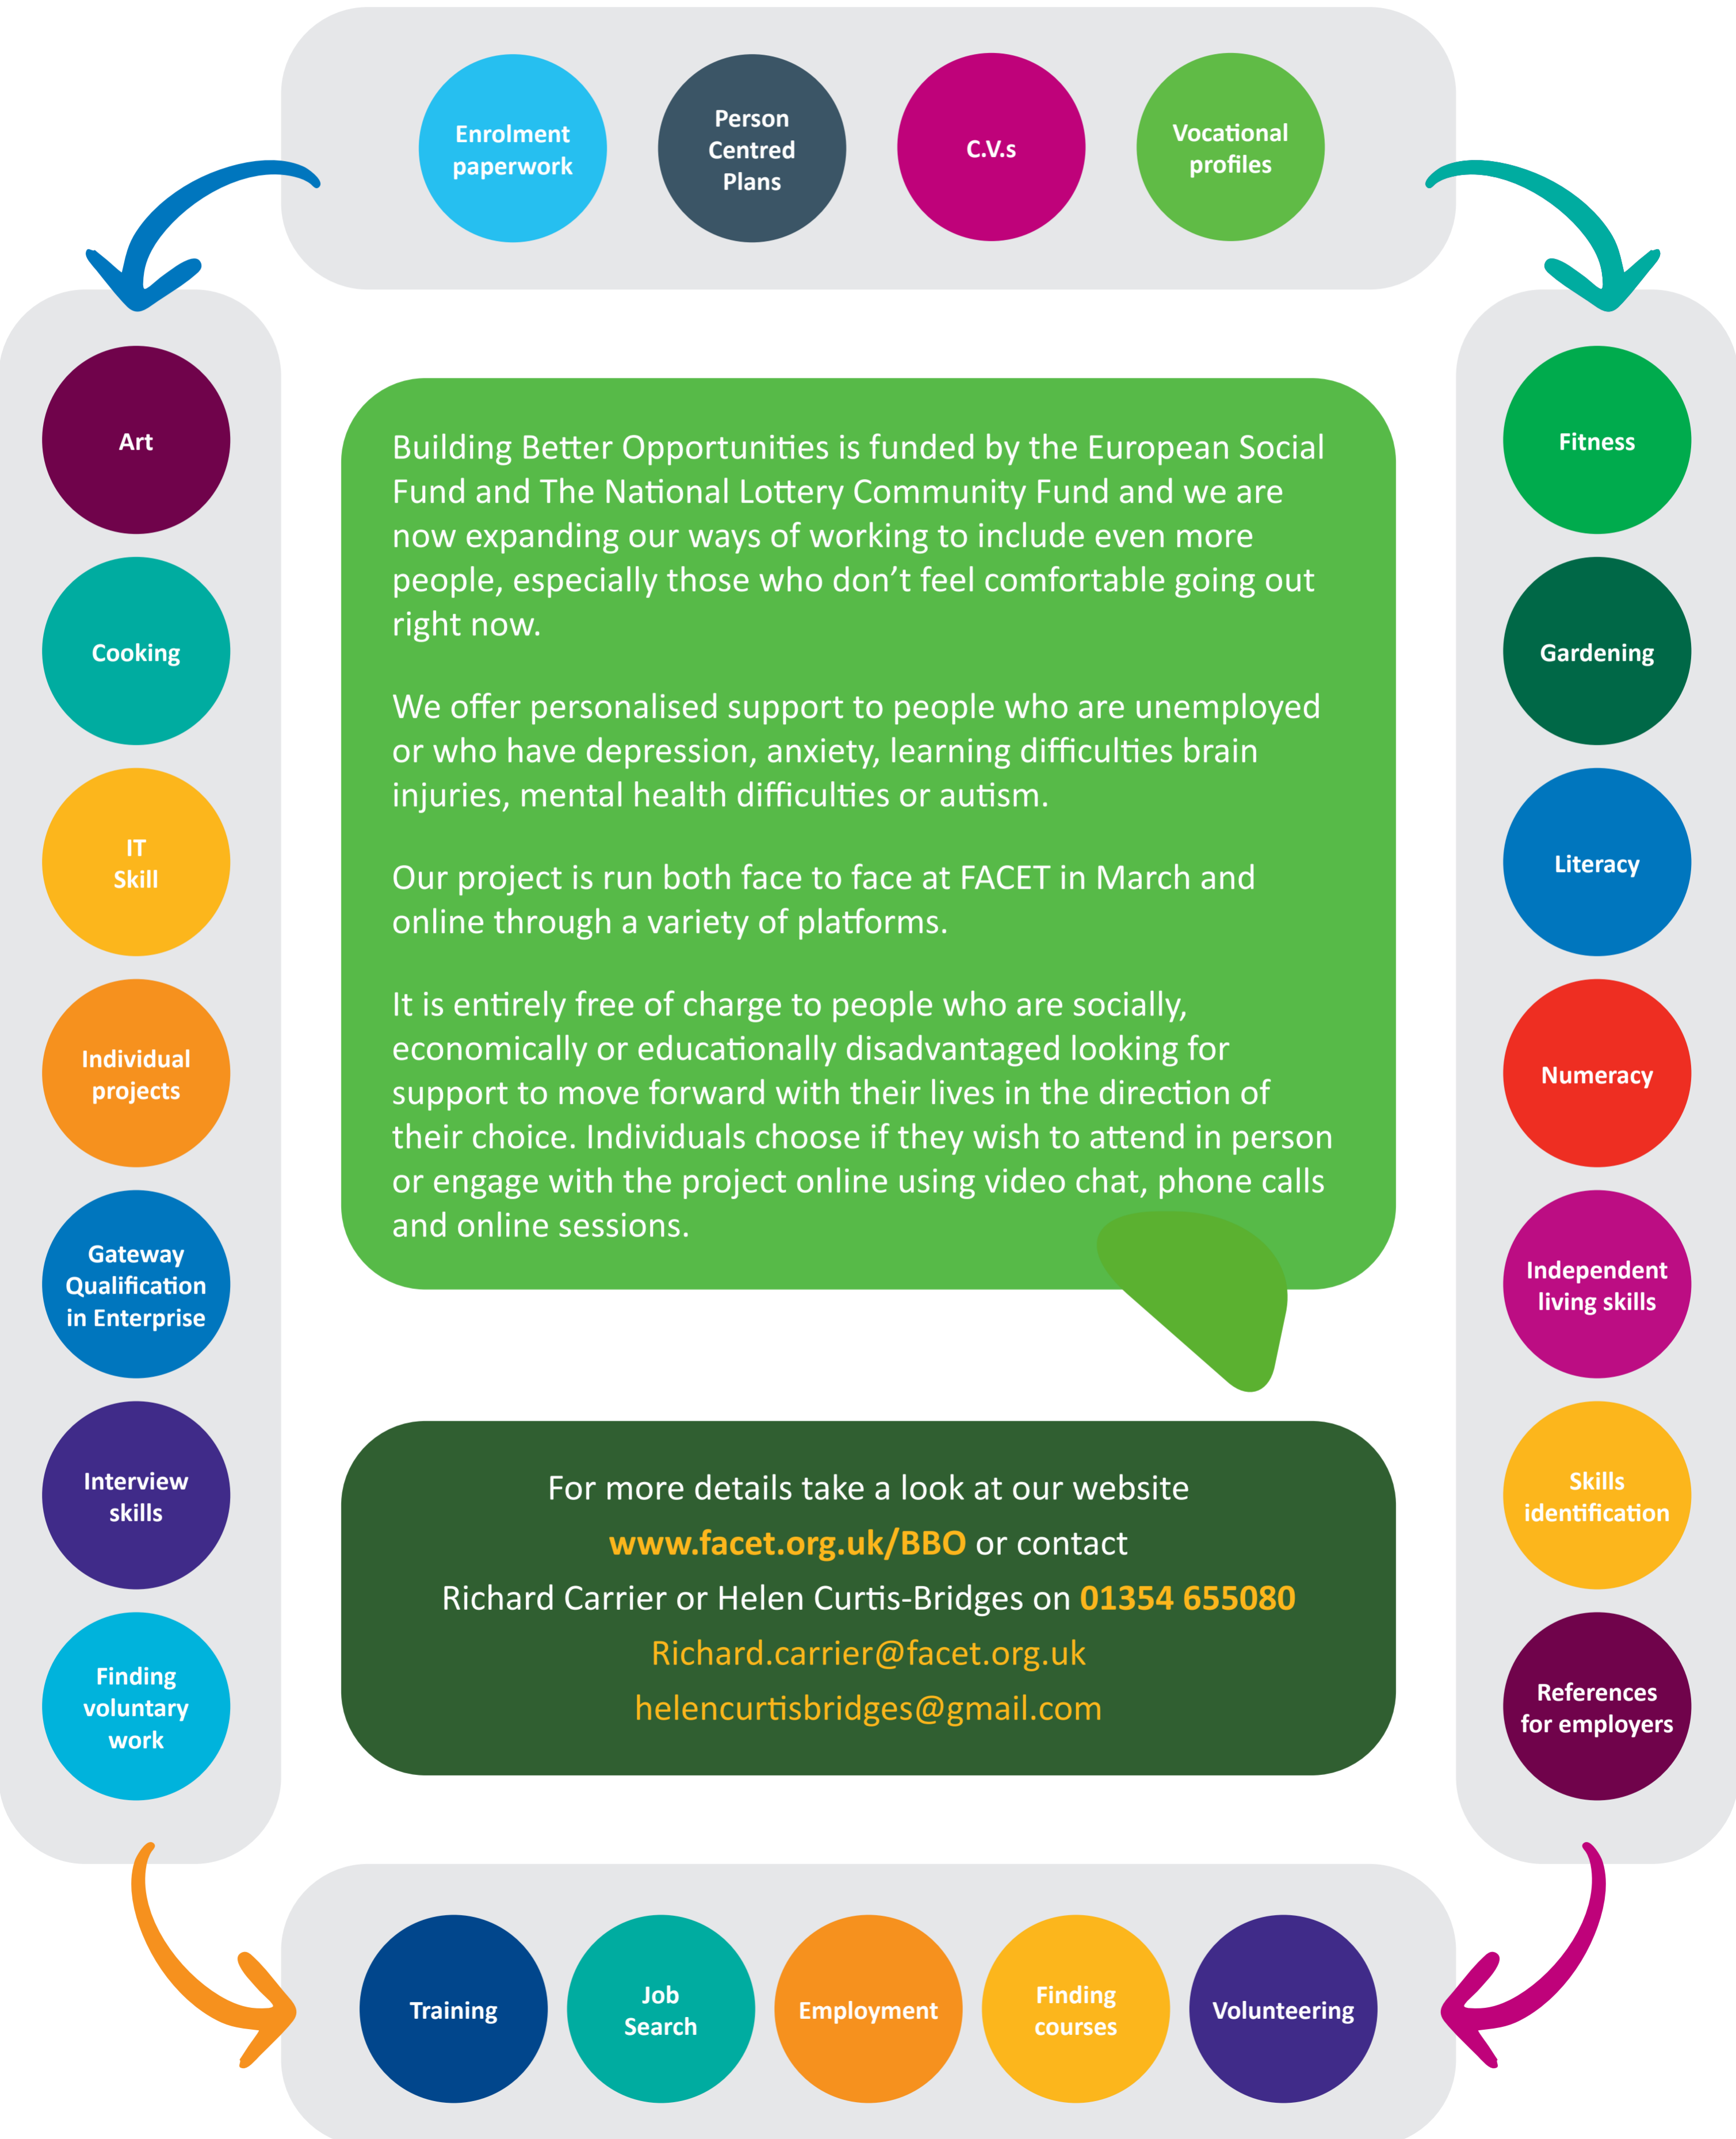 Enrolment
paperwork
Person
Centred
Plans
C.V.s
Vocational
profiles
Art
Cooking
IT
Skill
Individual
projects
Gateway
Qualification
in Enterprise
Interview
skills
Finding
voluntary
work
Building Better Opportunities is funded by the European Social
Fund and The National Lottery Community Fund and we are
now expanding our ways of working to include even more
people, especially those who don’t feel comfortable going out
right now.
We offer personalised support to people who are unemployed
or who have depression, anxiety, learning difficulties brain
injuries, mental health difficulties or autism.
Our project is run both face to face at FACET in March and
online through a variety of platforms.
It is entirely free of charge to people who are socially,
economically or educationally disadvantaged looking for
support to move forward with their lives in the direction of
their choice. Individuals choose if they wish to attend in person
or engage with the project online using video chat, phone calls
and online sessions.
For more details take a look at our website
www.facet.org.uk/BBO or contact
Richard Carrier or Helen Curtis-Bridges on 01354 655080
Richard.carrier@facet.org.uk
helencurtisbridges@gmail.com
Fitness
Gardening
Literacy
Numeracy
Independent
living skills
Skills
identification
References
for employers
Training
Job
Search
Employment
Finding
courses
Volunteering